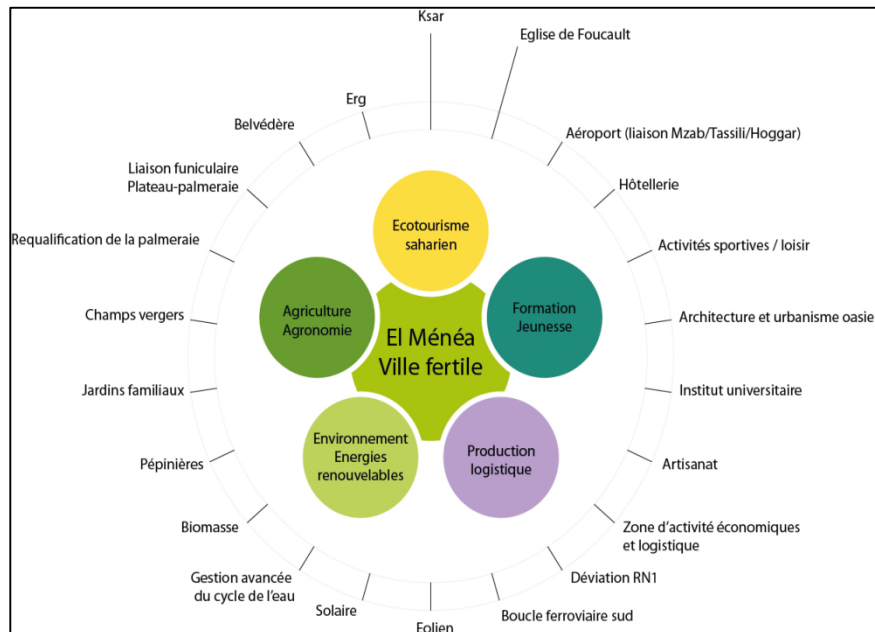 Ksar
Eglise de Foucault
Aéroport (liaison Mzab/Tassili/Hoggar)
Hôtellerie
Activités sportives / loisir
Architecture et urbanisme oasie
Institut universitaire
Artisanat
Zone d'activité économiques
et logistique
Déviation RN1
Boucle ferroviaire sud
Eolien
Solaire
Gestion avancée
du cycle de l'eau
Biomasse
Pépinières
Jardins familiaux
Champs vergers
Requalification de la palmeraie
Liaison funiculaire
Plateau-palmeraie
Belvédère
Erg
Ecotourisme
saharien
Formation
Jeunesse
Production
logistique
Environnement
Energies
renouvelables
Agriculture
Agronomie
El Ménéa
Ville fertile